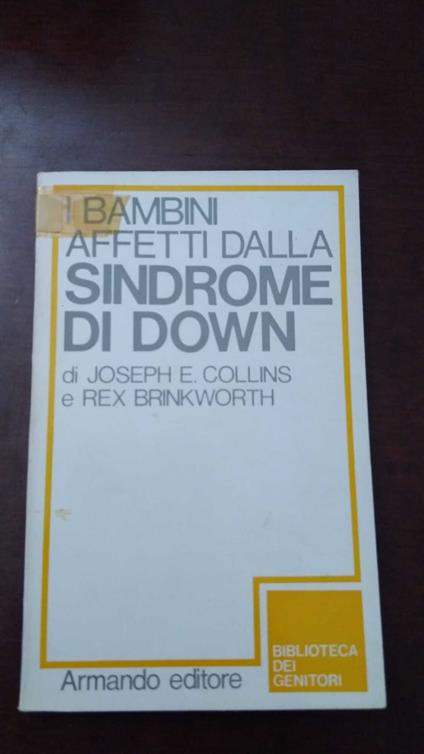 I BAMBINI
AFFETTI DALLA
SINDROME
DI DOWN
di JOSEPH E. COLLINS
e REX BRINKWORTH
BIBLIOTECA
DEI
GENITORI
Armando editore